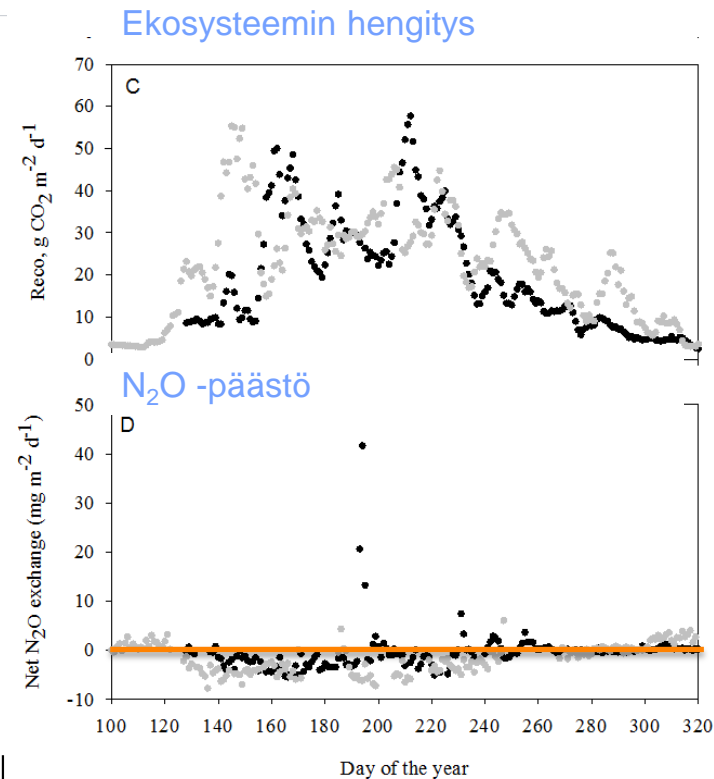 Ekosysteemin hengitys
C
Reco, g CO₂ m⁻² d⁻¹
70
60
50
40
30
20
10
0
N₂O -päästö
D
Net N₂O exchange (mg m⁻² d⁻¹)
50
40
30
20
10
0
-10
100 120 140 160 180 200 220 240 260 280 300 320
Day of the year